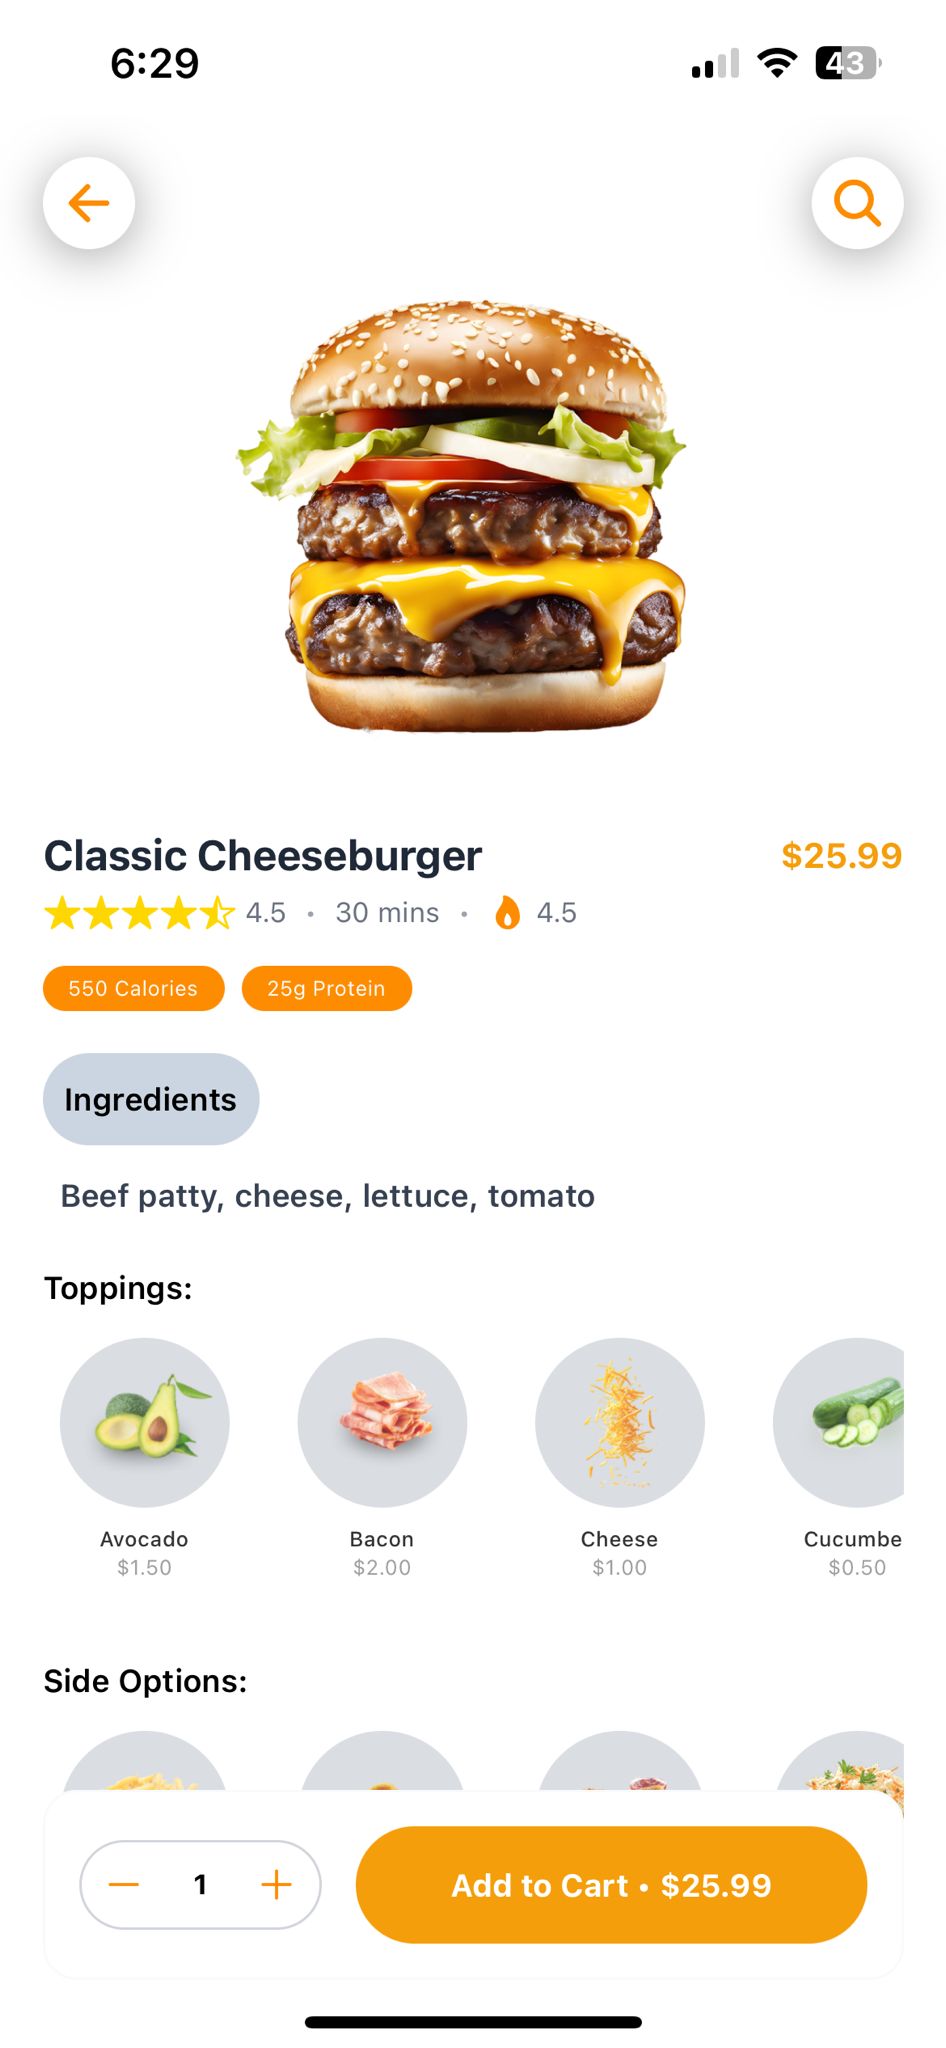 6:29
43
Classic Cheeseburger
$25.99
4.5 • 30 mins • 4.5
550 Calories
25g Protein
Ingredients
Beef patty, cheese, lettuce, tomato
Toppings:
Avocado
$1.50
Bacon
$2.00
Cheese
$1.00
Cucumbe
$0.50
Side Options:
1
Add to Cart • $25.99